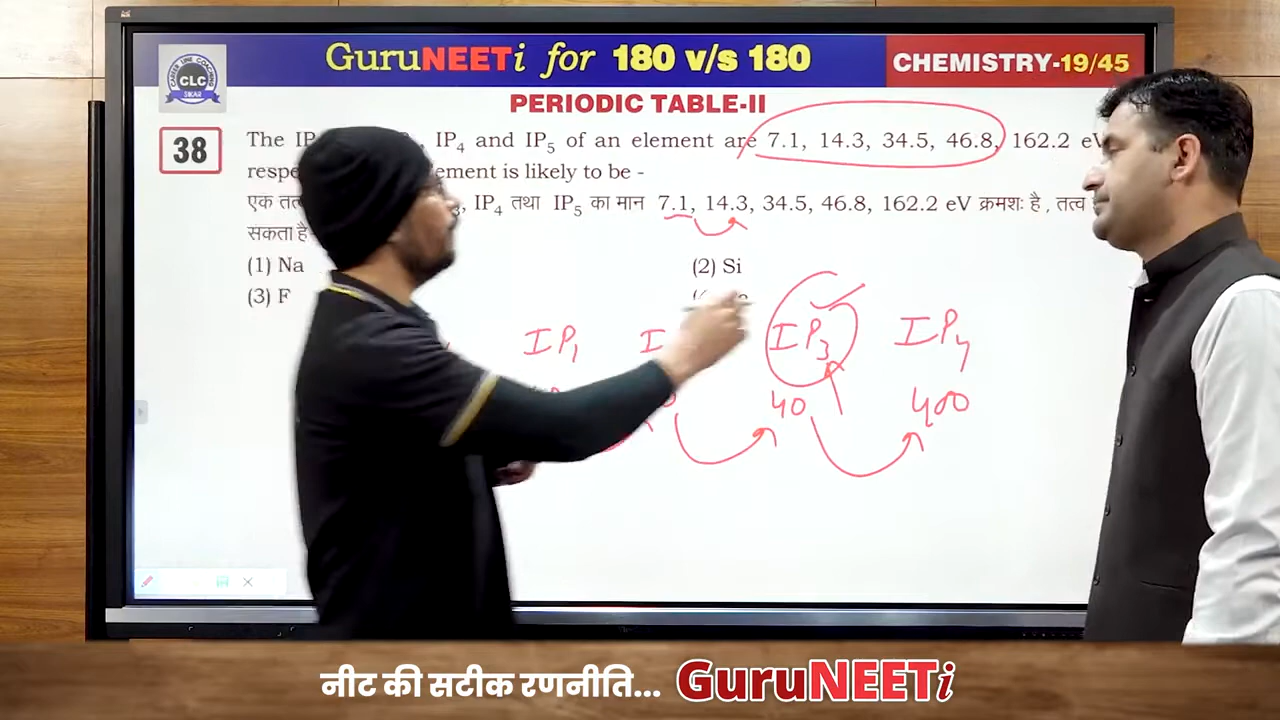 GuruNEETi for 180 v/s 180
CHEMISTRY-19/45
CLC
SIKAR
PERIODIC TABLE-II
38
The IP , IP₄ and IP₅ of an element are 7.1, 14.3, 34.5, 46.8, 162.2 eV
ement is likely to be -
एक , IP₄ तथा IP₅ का मान 7.1, 14.3, 34.5, 46.8, 162.2 eV क्रमशः है , तत्व
सकता है
(1) Na
(2) Si
(3) F
IP₁ IP₃ IP₄
40 400
नीट की सटीक रणनीति... GuruNEETi